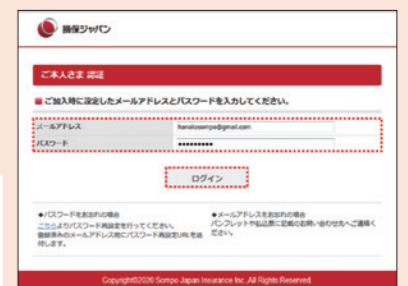 損保ジャパン
ご本人さま 認証
ご加入時に設定したメールアドレスとパスワードを入力してください。
メールアドレス hanakosompo@gmail.com
パスワード •••••••••
ログイン
◆パスワードをお忘れの場合
こちらよりパスワード再設定を行ってください。
登録済みのメールアドレス宛にパスワード再設定URLを送
付します。
◆メールアドレスをお忘れの場合
パンフレットや払込票に記載のお問い合わせ先へご連絡く
ださい。
Copyright©2020 Sompo Japan Insurance Inc.,All Rights Reserved